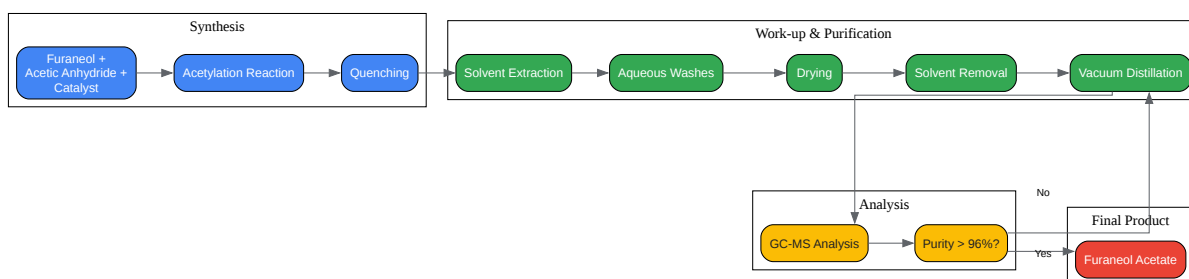 Synthesis
Furaneol +
Acetic Anhydride +
Catalyst
Acetylation Reaction
Quenching
Work-up & Purification
Solvent Extraction
Aqueous Washes
Drying
Solvent Removal
Vacuum Distillation
Analysis
GC-MS Analysis
Purity > 96%?
No
Yes
Final Product
Furaneol Acetate